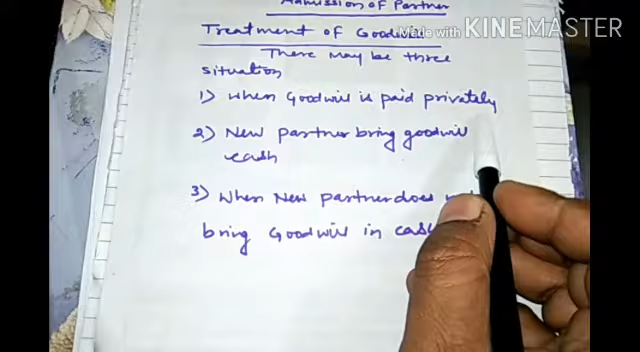 Admission of Partner
Treatment of Goodwill
Made with KINEMASTER
There may be three
situation
1) When Goodwill is paid privately
2) New partner bring goodwill
cash
3) When New partner does
bring Goodwill in cash